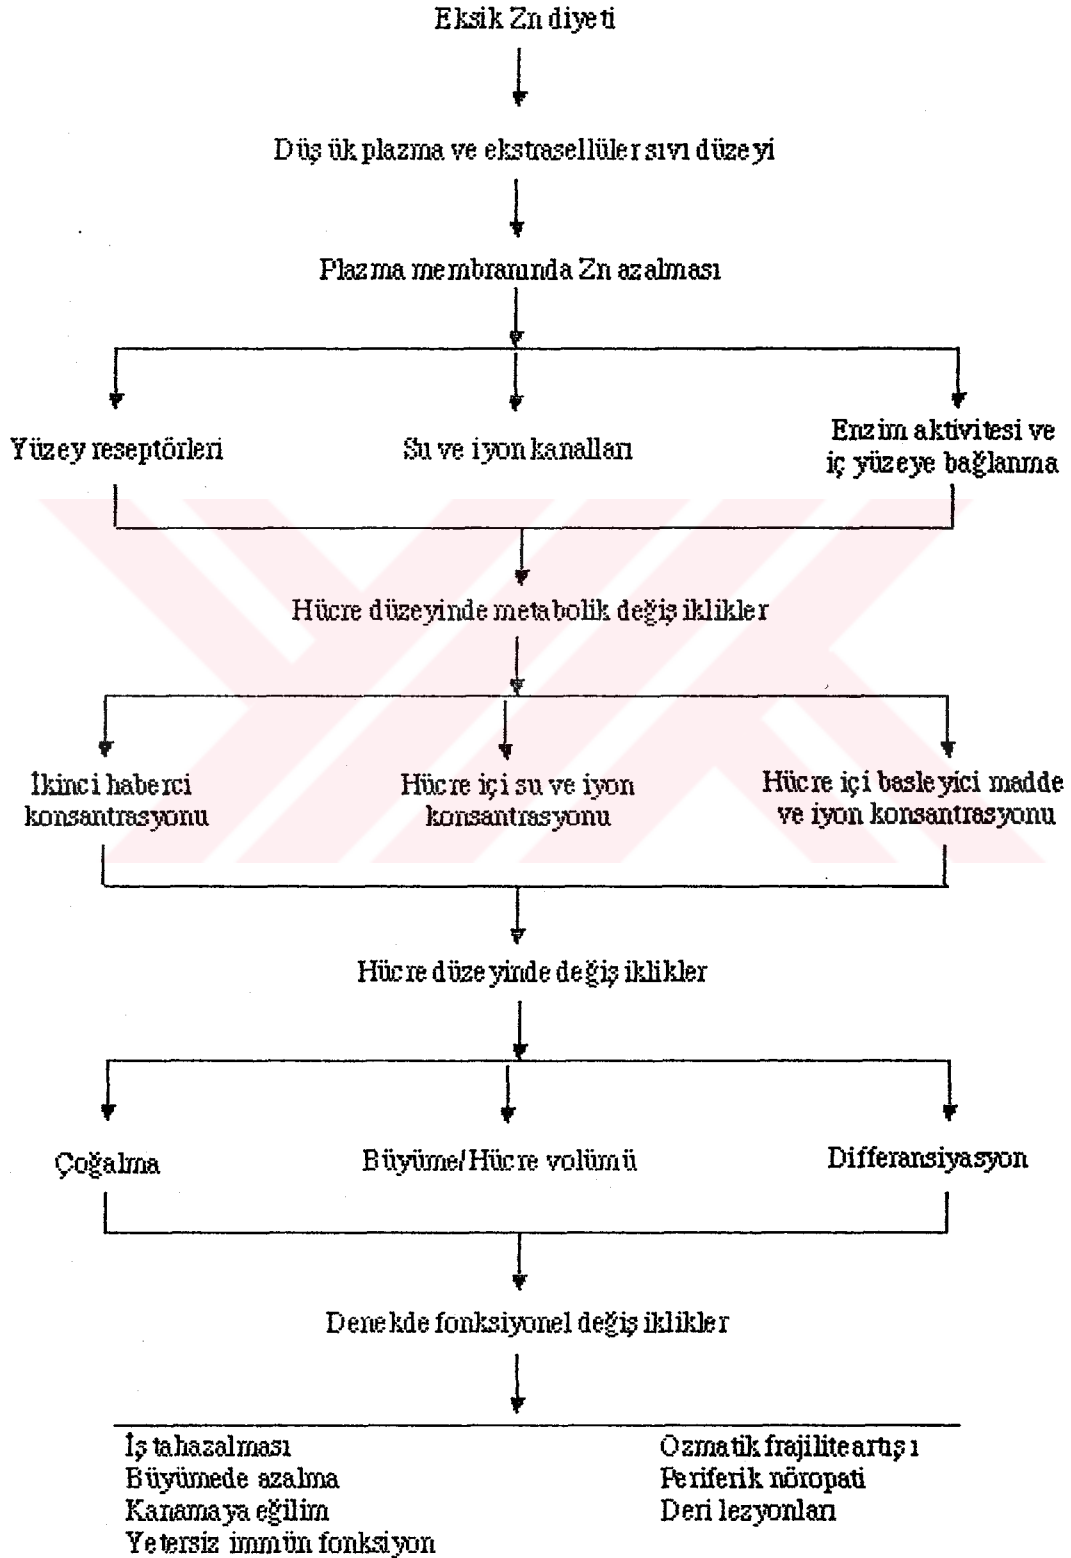 Eksik Zn diyeti
Düşük plazma ve ekstrasellüler sıvı düzeyi
Plazma membranında Zn azalması
Yüzey reseptörleri
Su ve iyon kanalları
Enzim aktivitesi ve
iç yüzeye bağlanma
Hücre düzeyinde metabolik değişiklikler
İkinci haberci
konsantrasyonu
Hücre içi su ve iyon
konsantrasyonu
Hücre içi basleyici madde
ve iyon konsantrasyonu
Hücre düzeyinde değişiklikler
Çoğalma
Büyüme/Hücre volümü
Differansiyasyon
Denekde fonksiyonel değişiklikler
İştah azalması
Büyümede azalma
Kanamaya eğilim
Yetersiz immün fonksiyon
Ozmatik frajilite artışı
Periferik nöropati
Deri lezyonları